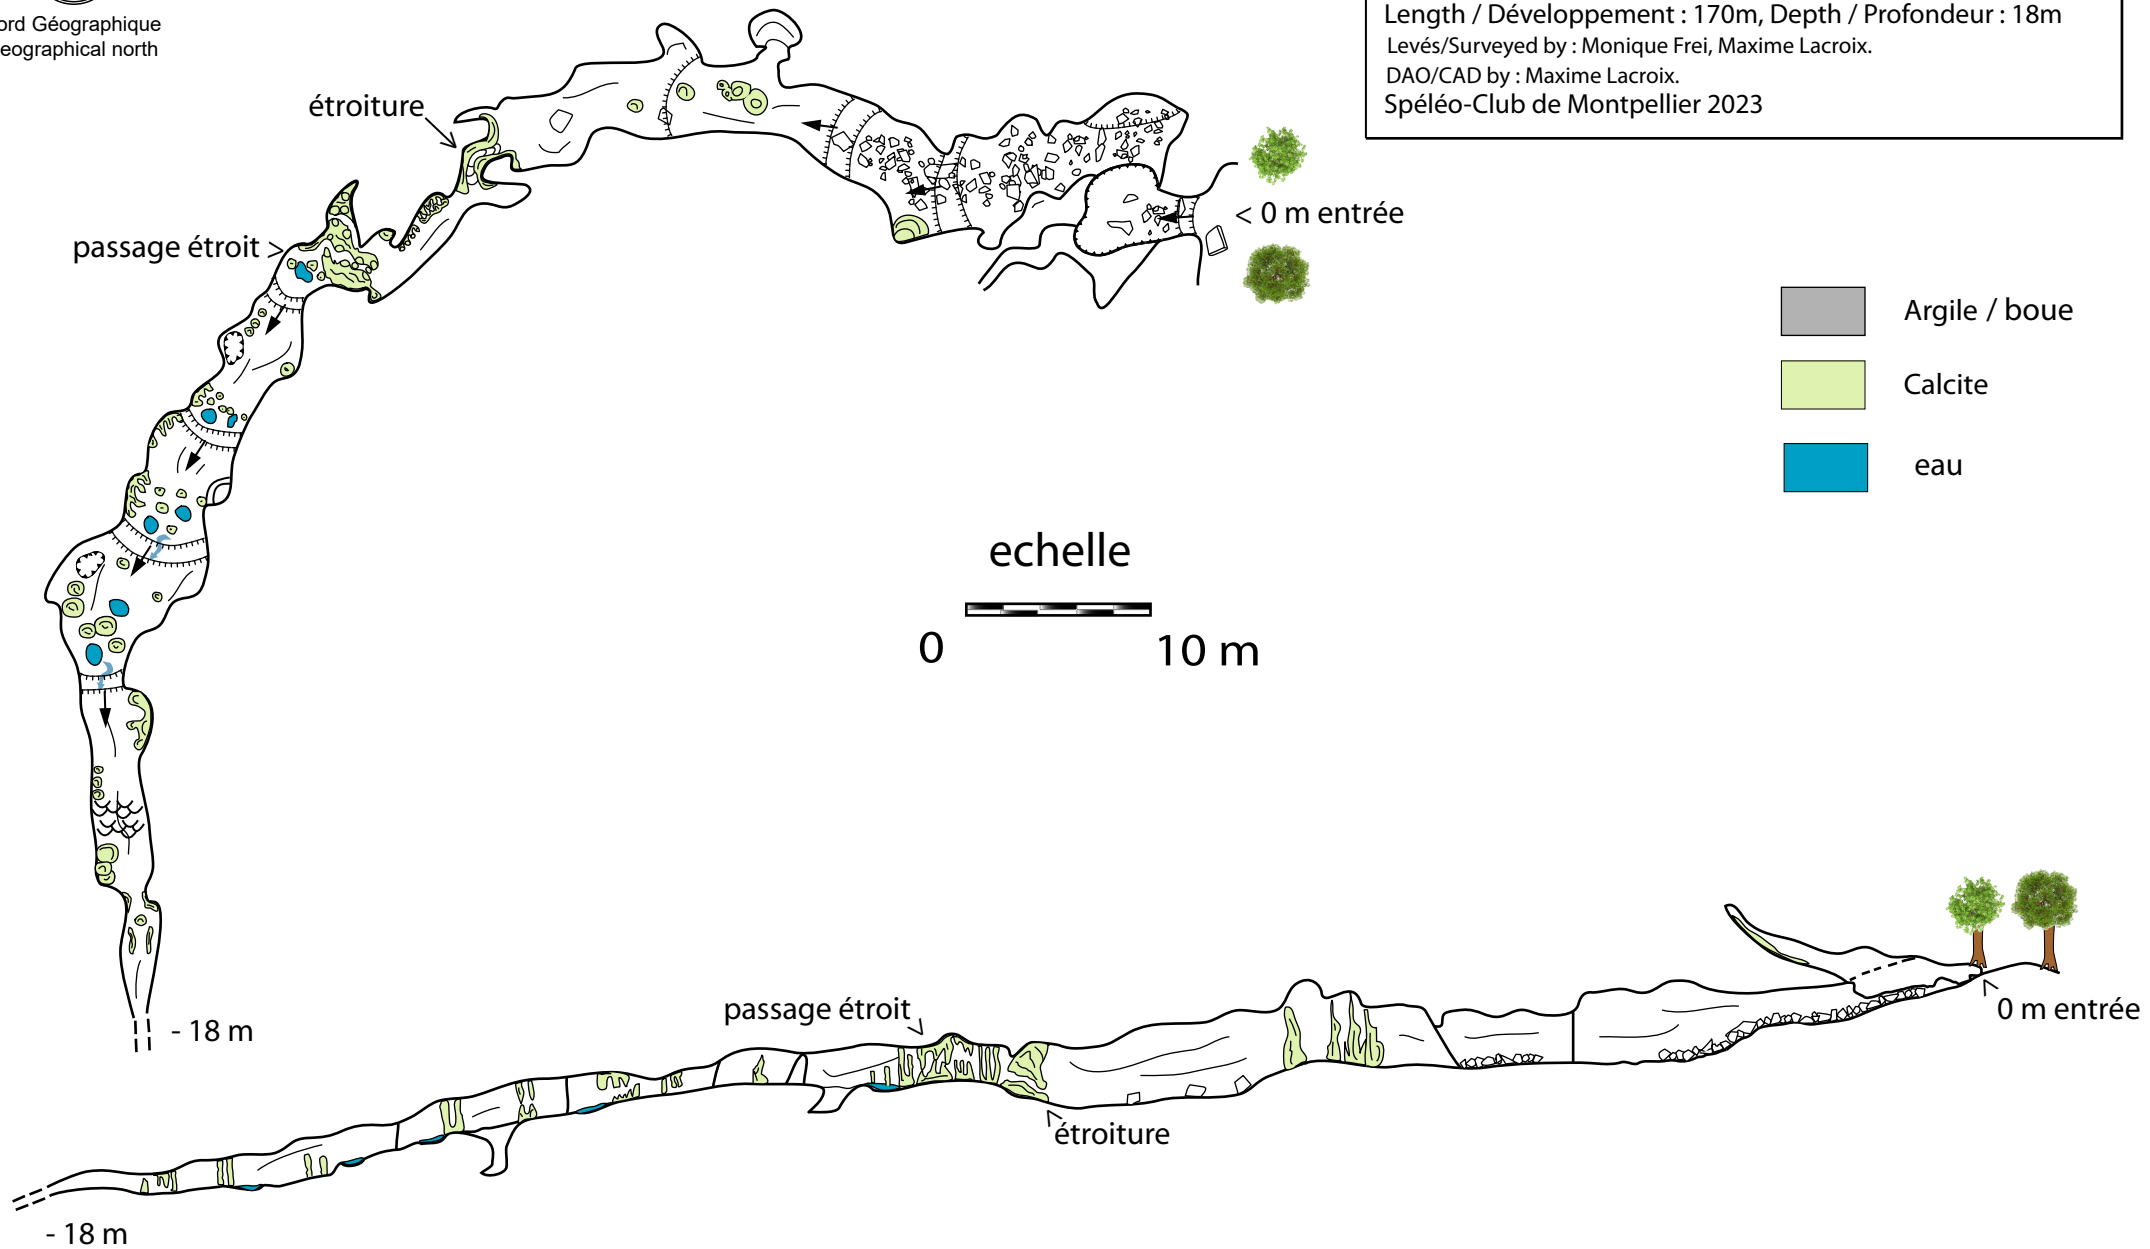 ord Géographique
eographical north
Length / Développement : 170m, Depth / Profondeur : 18m
Levés/Surveyed by : Monique Frei, Maxime Lacroix.
DAO/CAD by : Maxime Lacroix.
Spéléo-Club de Montpellier 2023
étroiture
passage étroit >
< 0 m entrée
Argile / boue
Calcite
eau
echelle
0
10 m
- 18 m
passage étroit
0 m entrée
étroiture
- 18 m